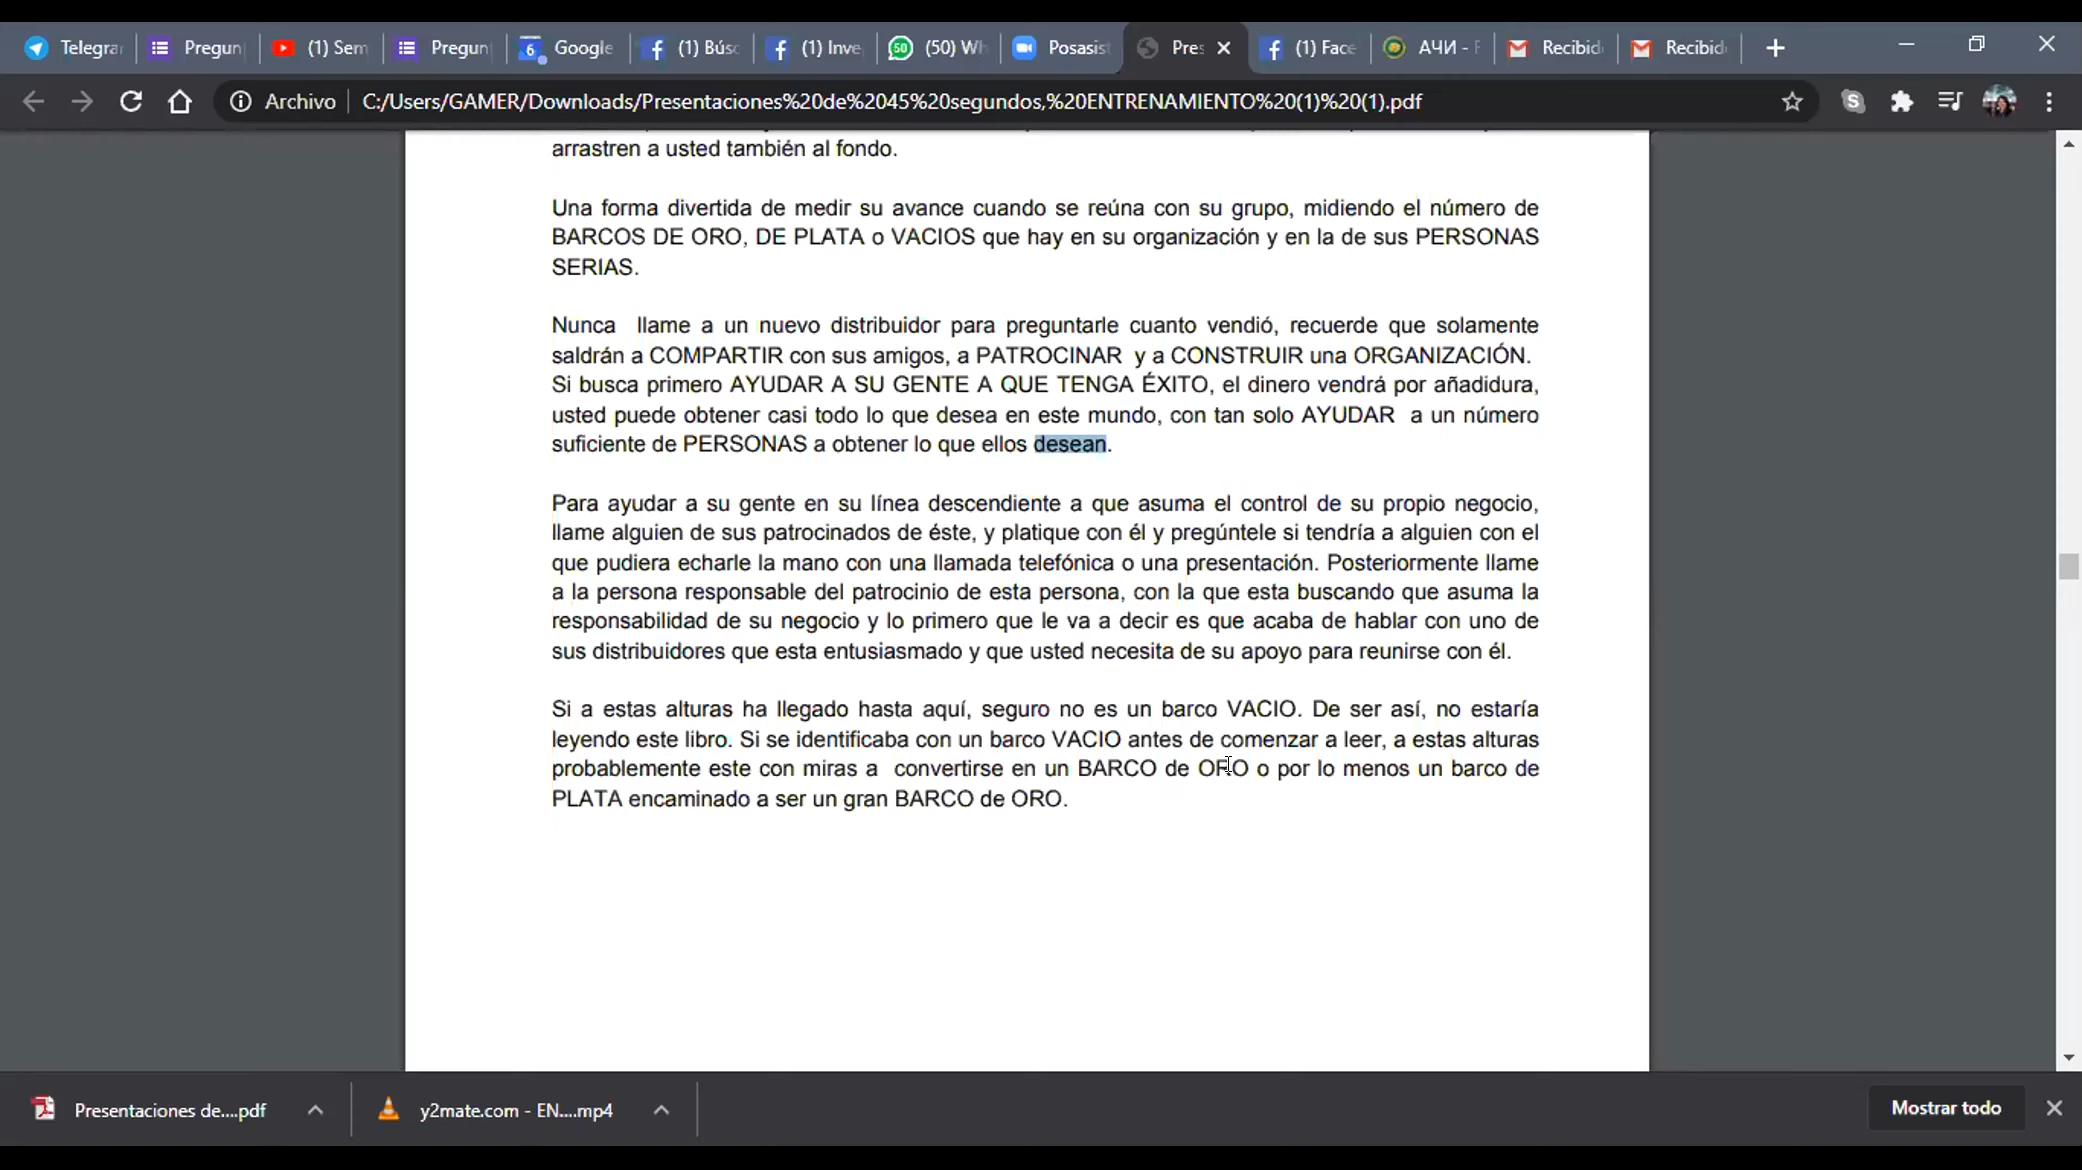 Telegra
Pregun
(1) Sem
Pregun
6 Google
(1) Búsc
(1) Inve
50 (50) Wh
Posasist
Pres
(1) Face
АЧИ - F
Recibid
Recibid
Archivo C:/Users/GAMER/Downloads/Presentaciones%20de%2045%20segundos,%20ENTRENAMIENTO%20(1)%20(1).pdf
arrastren a usted también al fondo.
Una forma divertida de medir su avance cuando se reúna con su grupo, midiendo el número de
BARCOS DE ORO, DE PLATA o VACIOS que hay en su organización y en la de sus PERSONAS
SERIAS.
Nunca llame a un nuevo distribuidor para preguntarle cuanto vendió, recuerde que solamente
saldrán a COMPARTIR con sus amigos, a PATROCINAR y a CONSTRUIR una ORGANIZACIÓN.
Si busca primero AYUDAR A SU GENTE A QUE TENGA ÉXITO, el dinero vendrá por añadidura,
usted puede obtener casi todo lo que desea en este mundo, con tan solo AYUDAR a un número
suficiente de PERSONAS a obtener lo que ellos desean.
Para ayudar a su gente en su línea descendiente a que asuma el control de su propio negocio,
llame alguien de sus patrocinados de éste, y platique con él y pregúntele si tendría a alguien con el
que pudiera echarle la mano con una llamada telefónica o una presentación. Posteriormente llame
a la persona responsable del patrocinio de esta persona, con la que esta buscando que asuma la
responsabilidad de su negocio y lo primero que le va a decir es que acaba de hablar con uno de
sus distribuidores que esta entusiasmado y que usted necesita de su apoyo para reunirse con él.
Si a estas alturas ha llegado hasta aquí, seguro no es un barco VACIO. De ser así, no estaría
leyendo este libro. Si se identificaba con un barco VACIO antes de comenzar a leer, a estas alturas
probablemente este con miras a convertirse en un BARCO de ORO o por lo menos un barco de
PLATA encaminado a ser un gran BARCO de ORO.
Presentaciones de....pdf
y2mate.com - EN....mp4
Mostrar todo